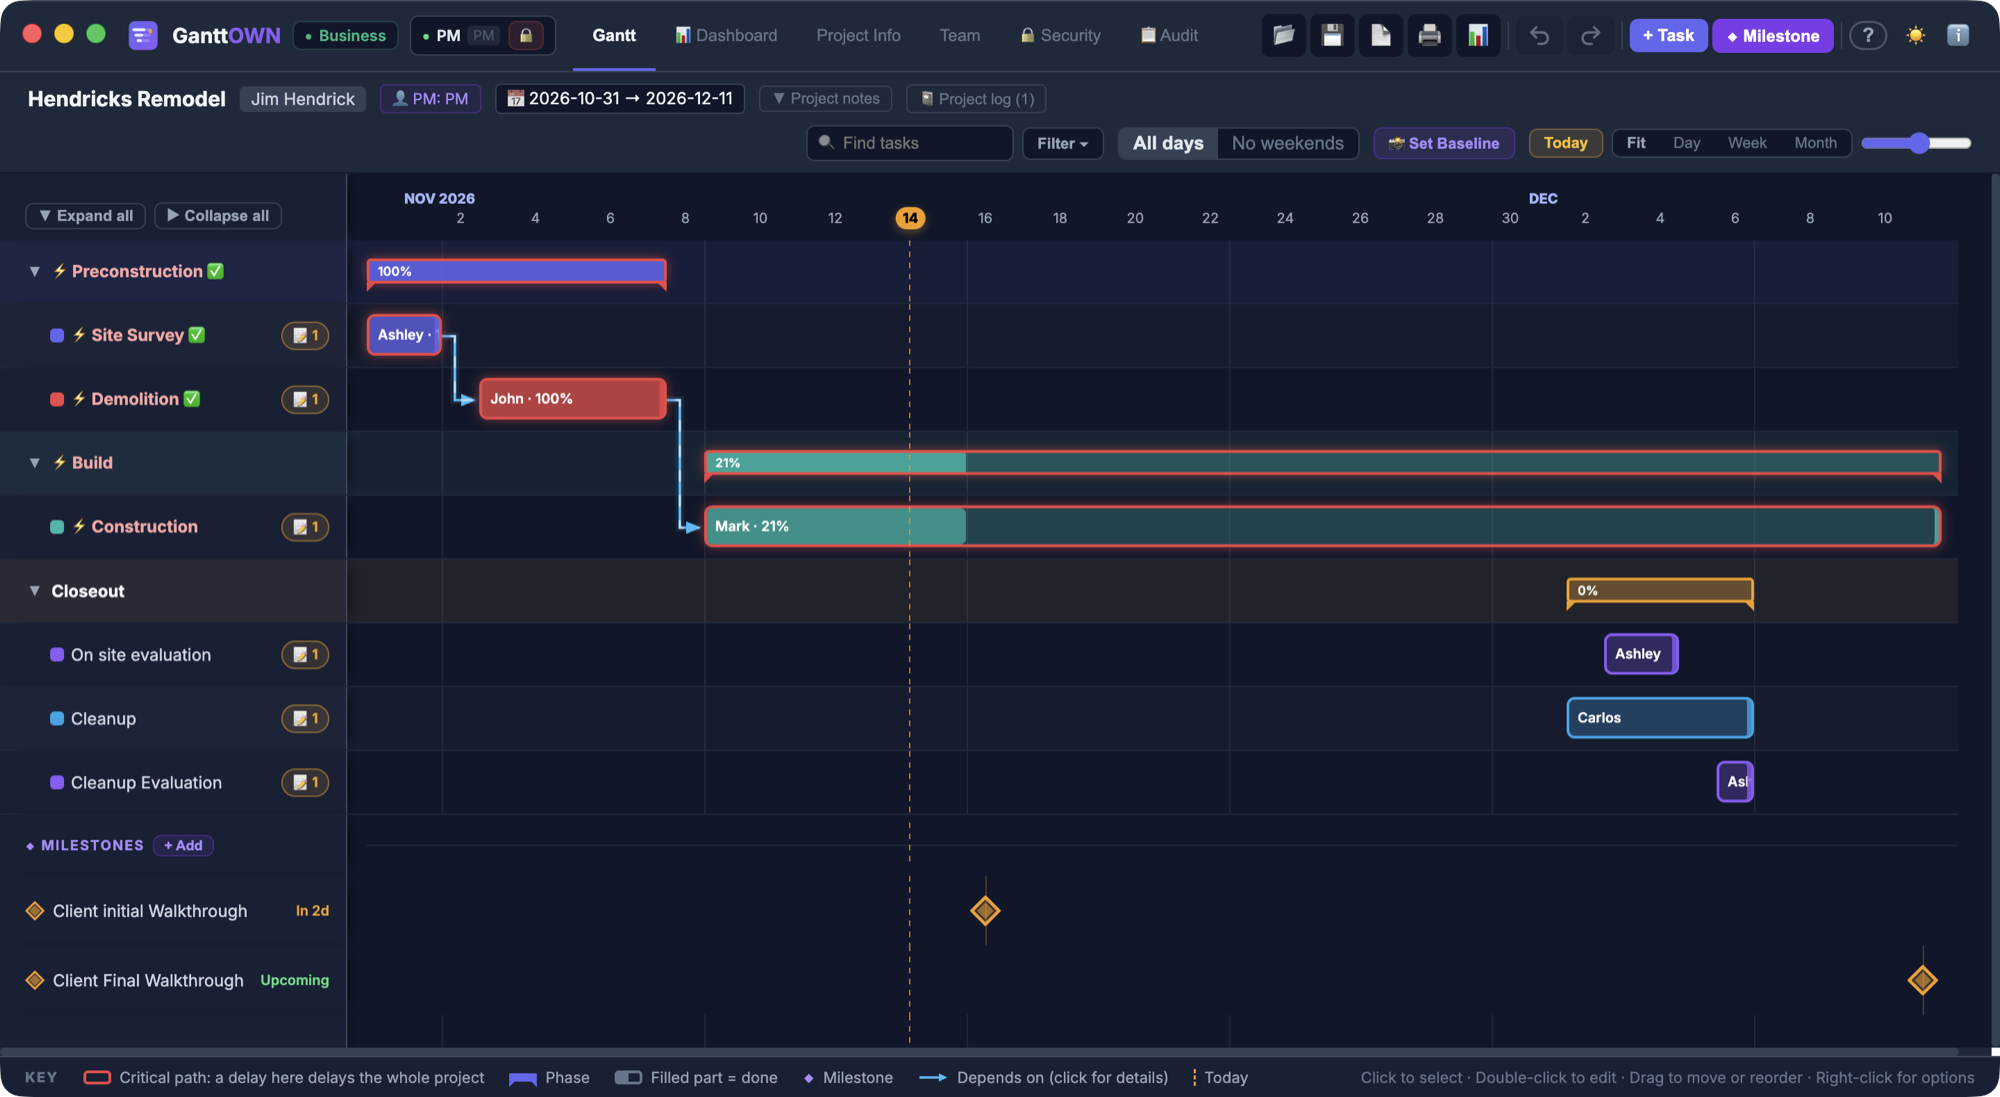 GanttOWN
Business
PM PM
Gantt
Dashboard
Project Info
Team
Security
Audit
+ Task
Milestone
?
Hendricks Remodel
Jim Hendrick
PM: PM
2026-10-31 → 2026-12-11
▼ Project notes
Project log (1)
Find tasks
Filter
All days
No weekends
Set Baseline
Today
Fit
Day
Week
Month
▼ Expand all
▶ Collapse all
NOV 2026
DEC
2 4 6 8 10 12 14 16 18 20 22 24 26 28 30 2 4 6 8 10
Preconstruction
100%
Site Survey
1
Ashley ·
Demolition
1
John · 100%
Build
21%
Construction
1
Mark · 21%
Closeout
0%
On site evaluation
1
Ashley
Cleanup
1
Carlos
Cleanup Evaluation
1
MILESTONES
+ Add
Client initial Walkthrough
In 2d
Client Final Walkthrough
Upcoming
KEY
Critical path: a delay here delays the whole project
Phase
Filled part = done
Milestone
Depends on (click for details)
Today
Click to select · Double-click to edit · Drag to move or reorder · Right-click for options